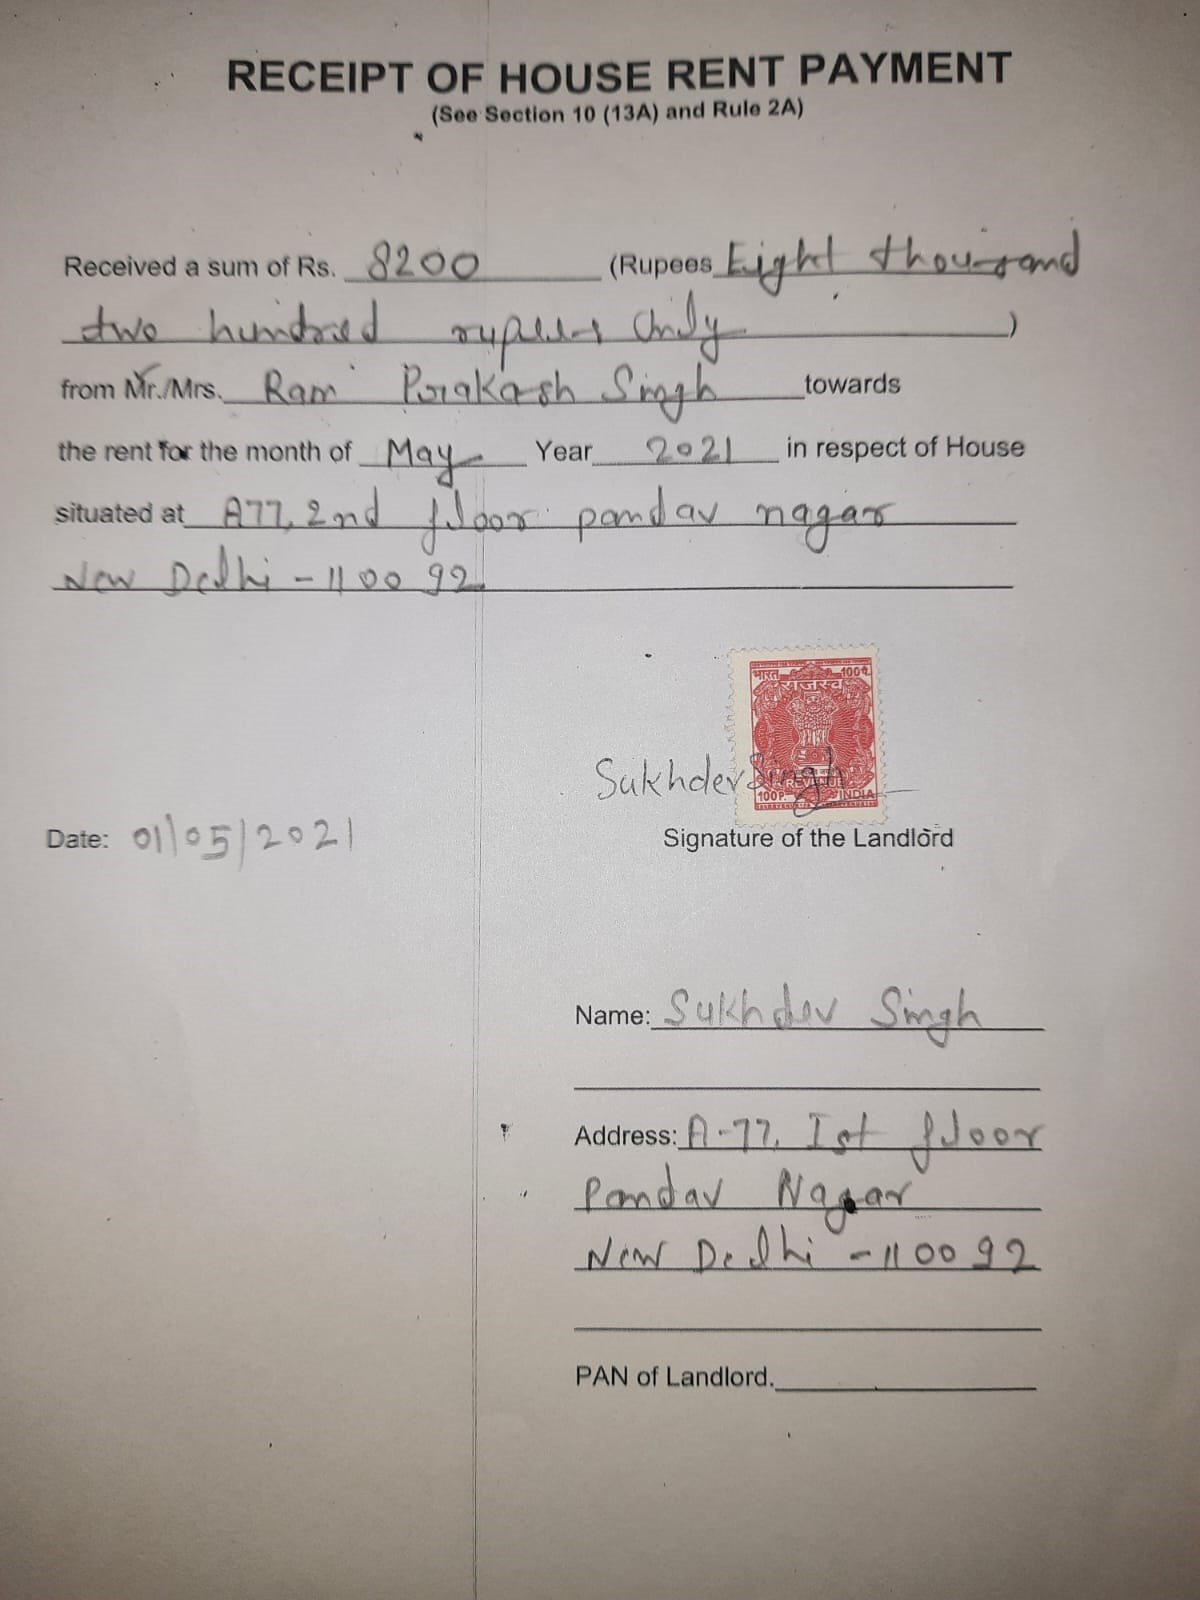 RECEIPT OF HOUSE RENT PAYMENT
(See Section 10 (13A) and Rule 2A)
Received a sum of Rs. 8200 (Rupees Eight thousand
two hundred rupees Only )
from Mr./Mrs. Ram Prakash Singh towards
the rent for the month of May Year 2021 in respect of House
situated at A77, 2nd floor pandav nagar
New Delhi - 110092
भारत 100 पै.
राजस्व
REVENUE
100 P. INDIA
Sukhdev Singh
Signature of the Landlord
Date: 01/05/2021
Name: Sukhdev Singh
Address: A-77, Ist floor
Pandav Nagar
New Delhi - 110092
PAN of Landlord.